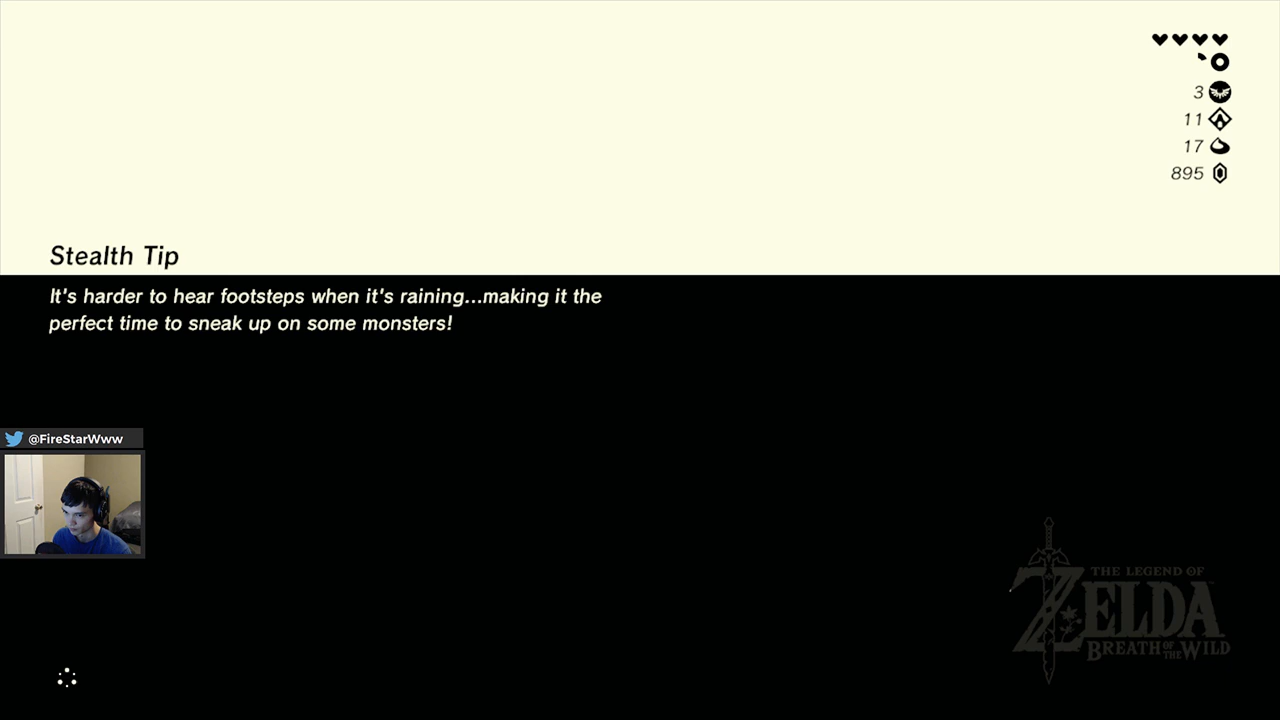 3
11
17
895
Stealth Tip
It's harder to hear footsteps when it's raining...making it the
perfect time to sneak up on some monsters!
@FireStarWww
THE LEGEND OF
ZELDA
BREATH OF THE WILD